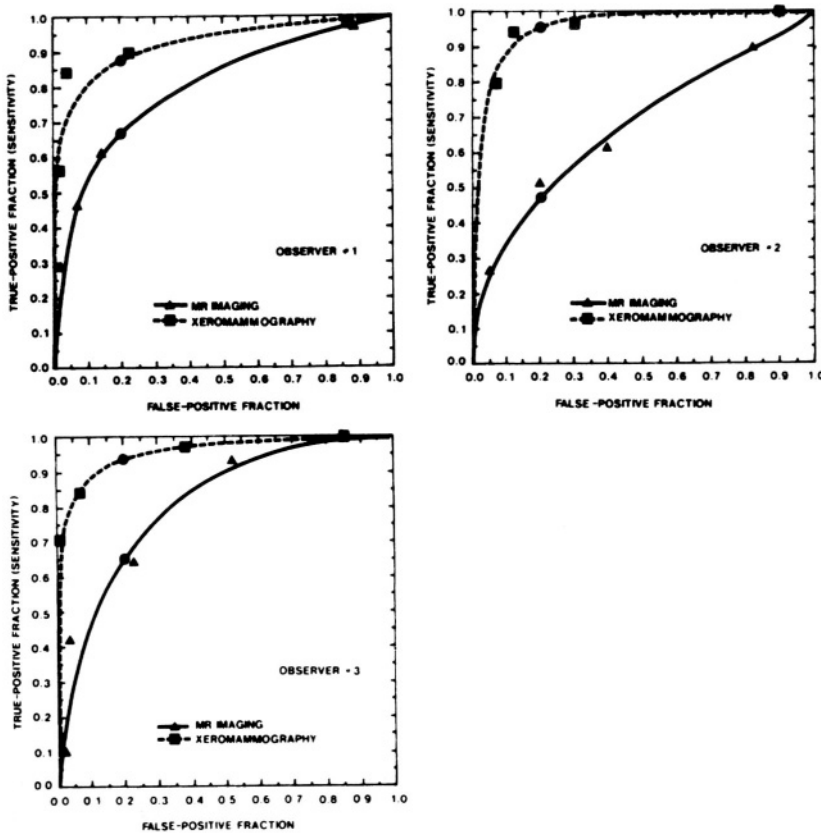 TRUE-POSITIVE FRACTION (SENSITIVITY)
1.0
0.9
0.8
0.7
0.6
0.5
0.4
0.3
0.2
0.1
0.0
OBSERVER #1
MR IMAGING
XEROMAMMOGRAPHY
0.0 0.1 0.2 0.3 0.4 0.5 0.6 0.7 0.8 0.9 1.0
FALSE-POSITIVE FRACTION
TRUE-POSITIVE FRACTION (SENSITIVITY)
1.0
0.9
0.8
0.7
0.6
0.5
0.4
0.3
0.2
0.1
0.0
OBSERVER #2
MR IMAGING
XEROMAMMOGRAPHY
0.0 0.1 0.2 0.3 0.4 0.5 0.6 0.7 0.8 0.9 1.0
FALSE-POSITIVE FRACTION
TRUE-POSITIVE FRACTION (SENSITIVITY)
1.0
0.9
0.8
0.7
0.6
0.5
0.4
0.3
0.2
0.1
0.0
OBSERVER #3
MR IMAGING
XEROMAMMOGRAPHY
0.0 0.1 0.2 0.3 0.4 0.5 0.6 0.7 0.8 0.9 1.0
FALSE-POSITIVE FRACTION